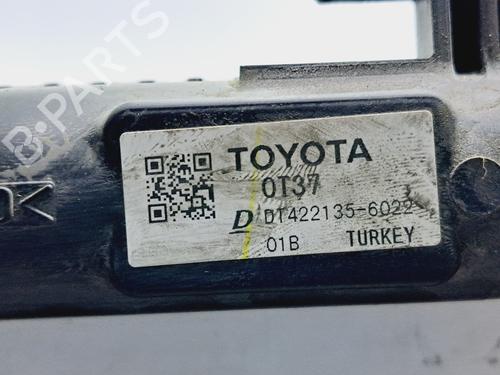 B-PARTS
TOYOTA
0T37
D DT422135-6022
01B TURKEY